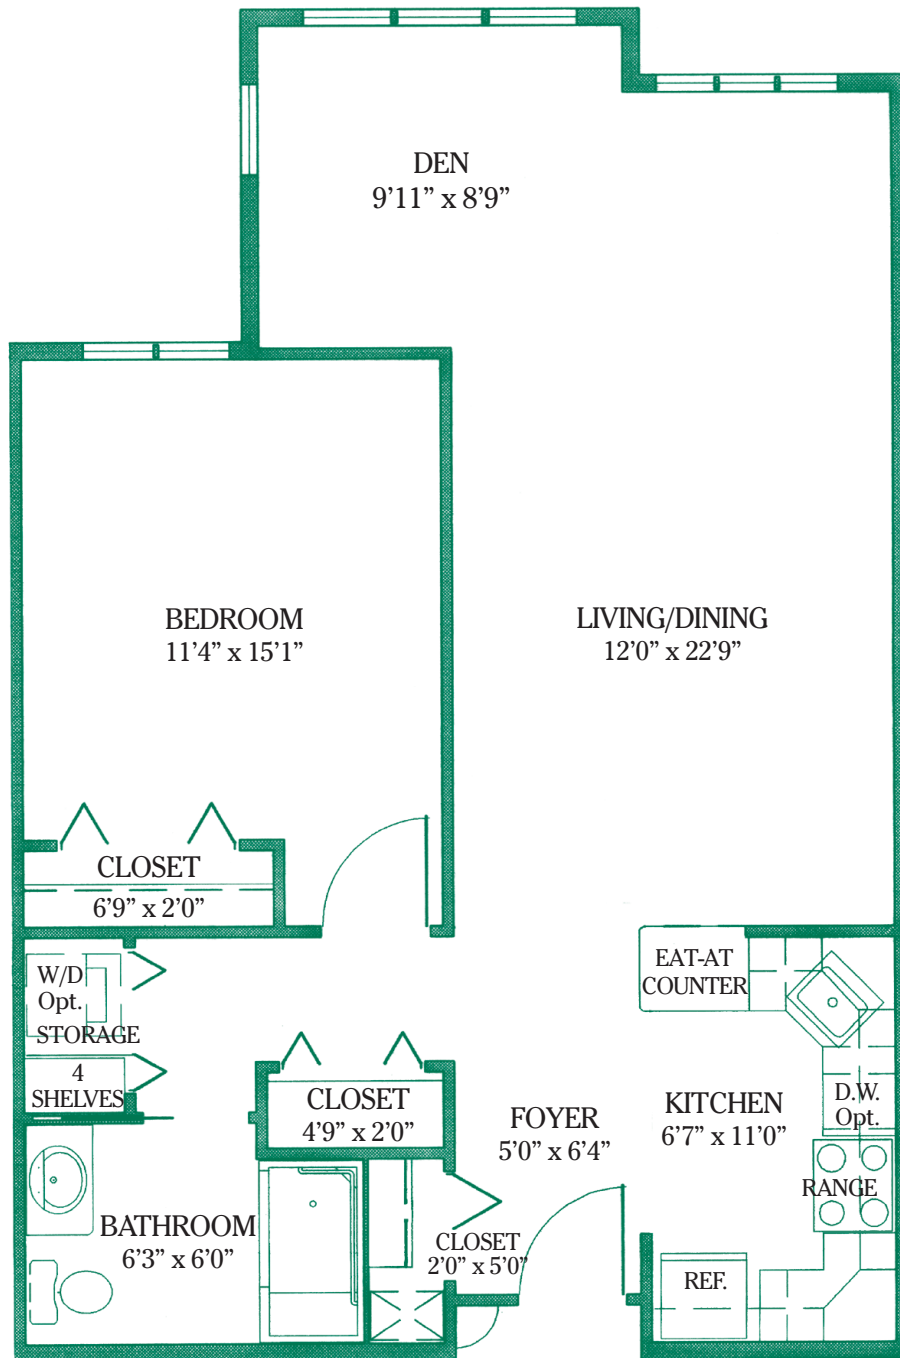 DEN
9’11” x 8’9”
BEDROOM
11’4” x 15’1”
LIVING/DINING
12’0” x 22’9”
CLOSET
6’9” x 2’0”
W/D
Opt.
STORAGE
4
SHELVES
EAT-AT
COUNTER
CLOSET
4’9” x 2’0”
FOYER
5’0” x 6’4”
KITCHEN
6’7” x 11’0”
D.W.
Opt.
RANGE
BATHROOM
6’3” x 6’0”
CLOSET
2’0” x 5’0”
REF.